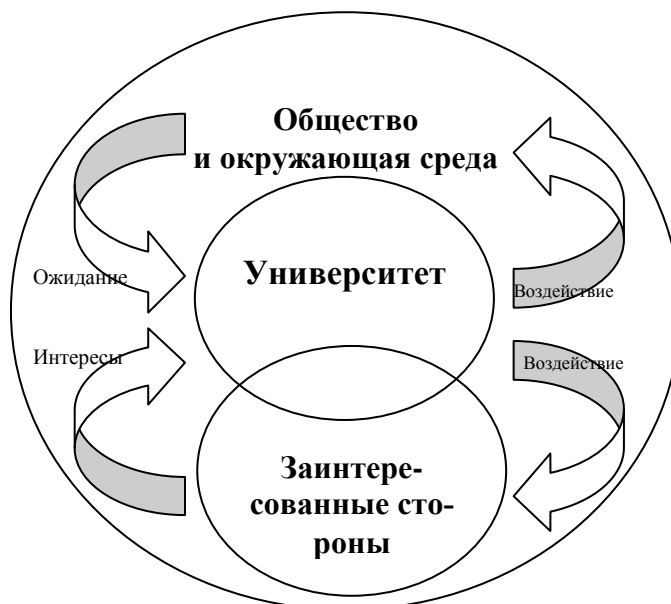 Общество
и окружающая среда
Университет
Ожидание
Воздействие
Интересы
Воздействие
Заинтере-
сованные сто-
роны